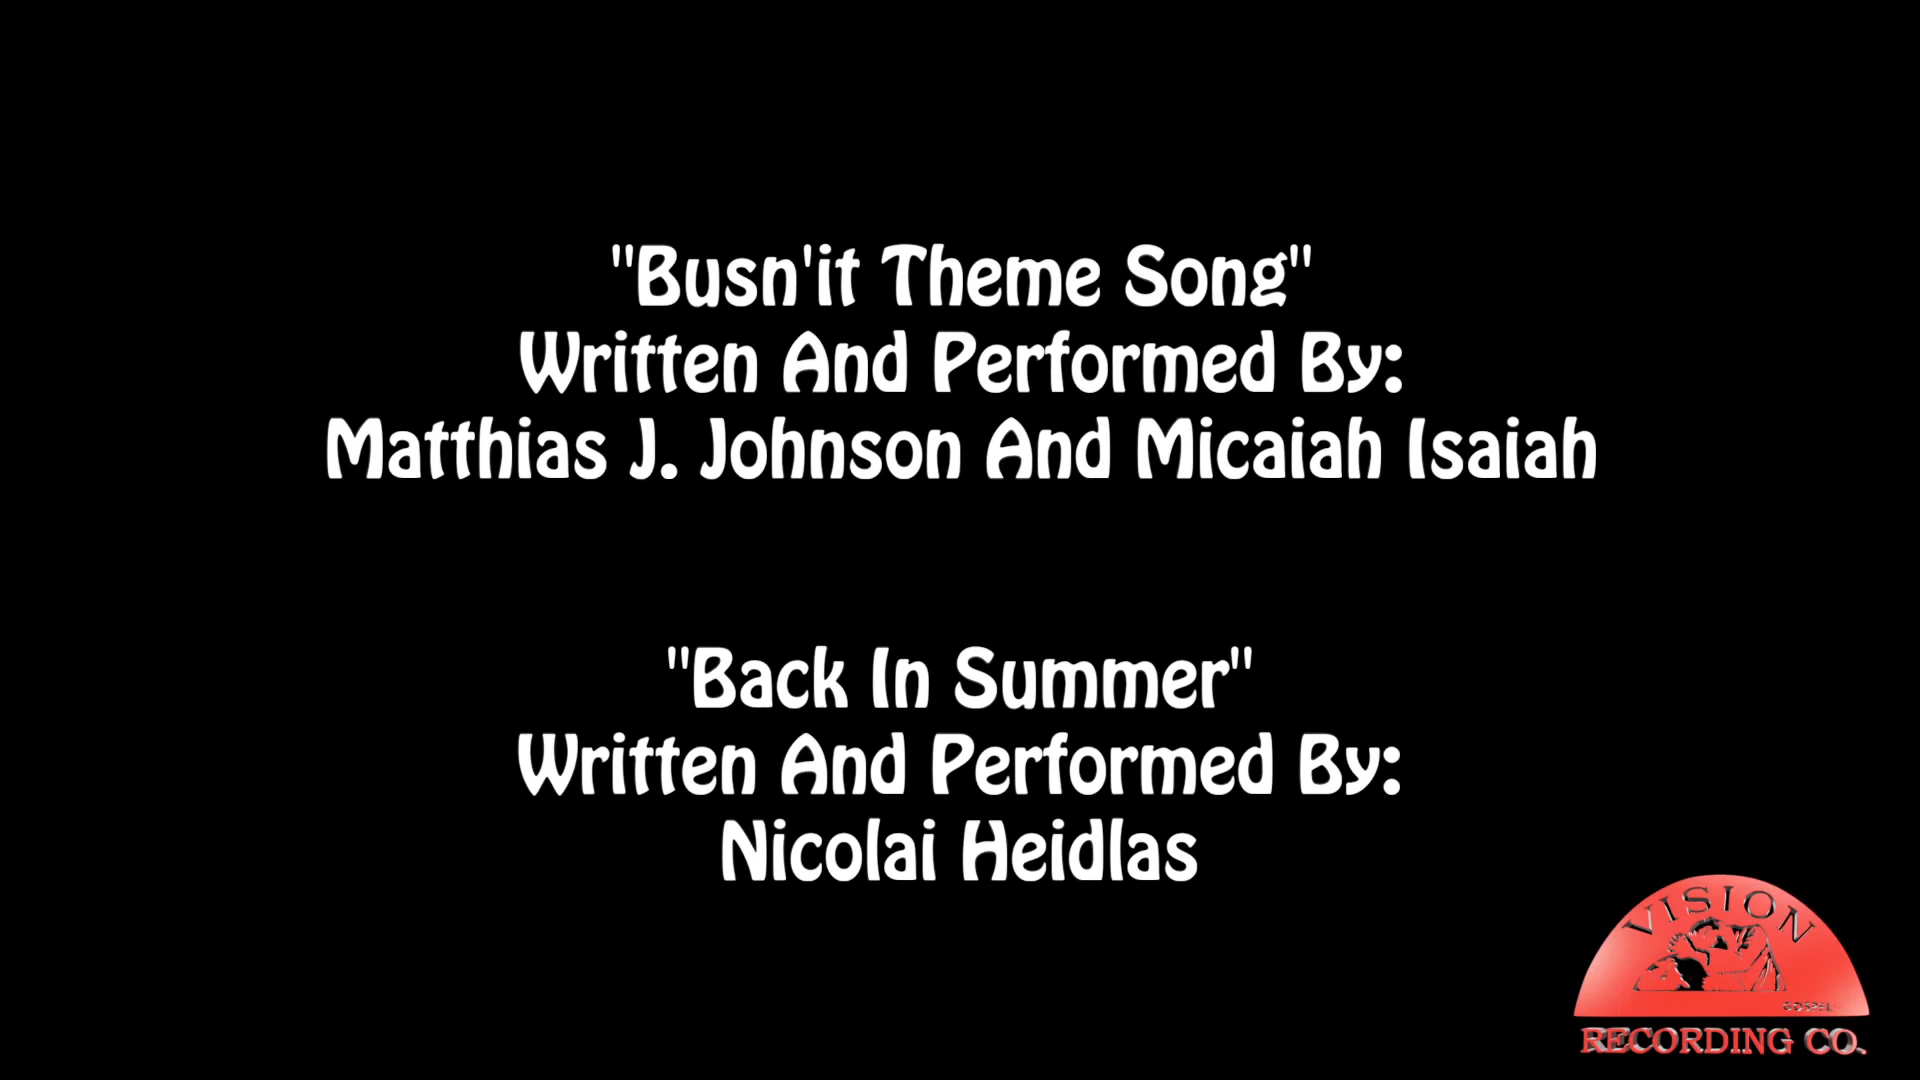 "Busn'it Theme Song"
Written And Performed By:
Matthias J. Johnson And Micaiah Isaiah
"Back In Summer"
Written And Performed By:
Nicolai Heidlas
VISION
GOSPEL
RECORDING CO.